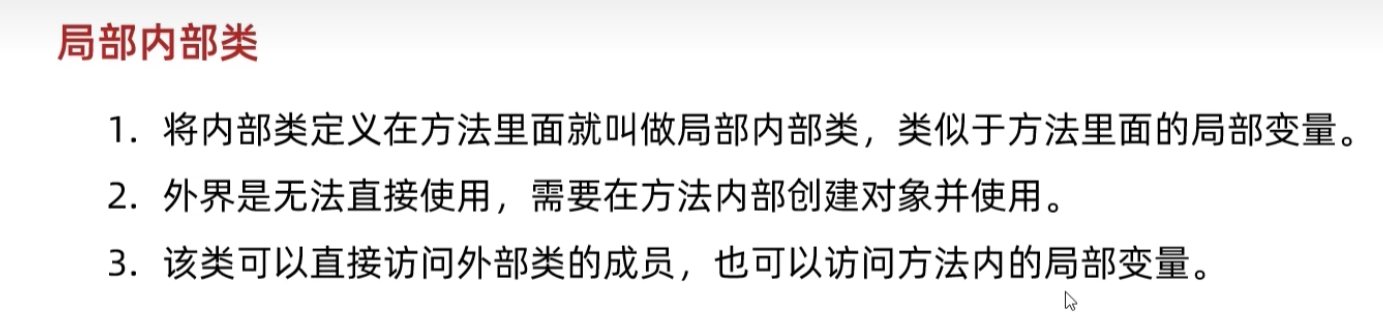 局部内部类
1. 将内部类定义在方法里面就叫做局部内部类，类似于方法里面的局部变量。
2. 外界是无法直接使用，需要在方法内部创建对象并使用。
3. 该类可以直接访问外部类的成员，也可以访问方法内的局部变量。